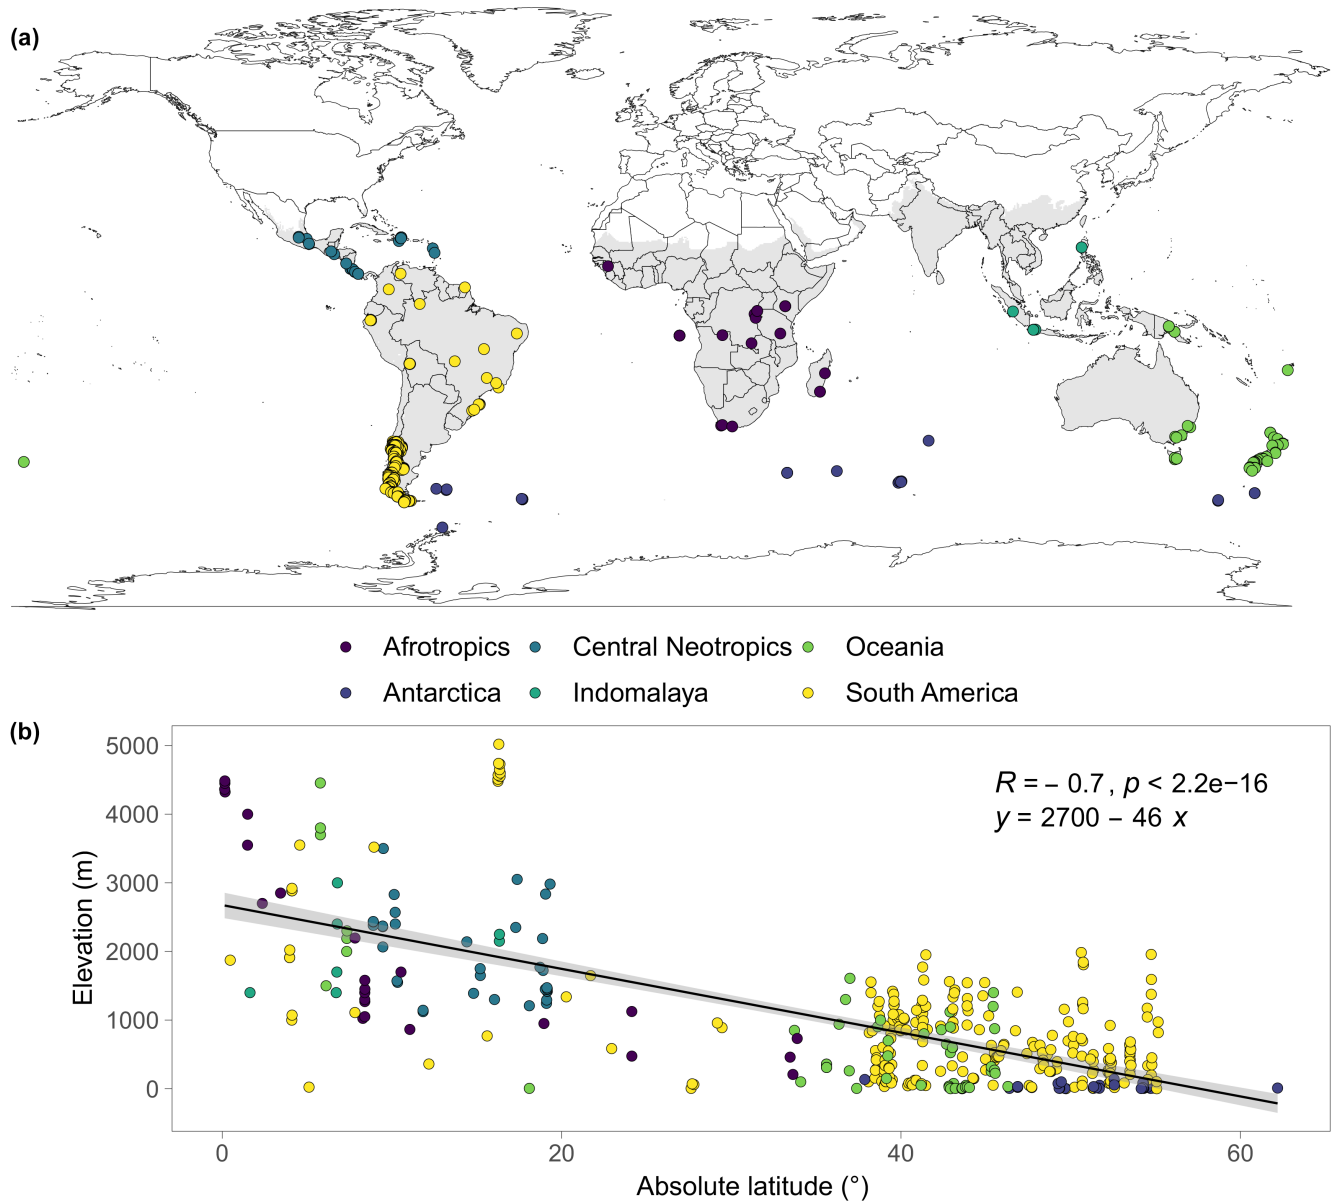 (a)
Afrotropics Central Neotropics Oceania
Antarctica Indomalaya South America
(b)
5000
4000
3000
2000
1000
0
Elevation (m)
R = − 0.7 , p < 2.2e−16
y = 2700 − 46 x
0 20 40 60
Absolute latitude (°)